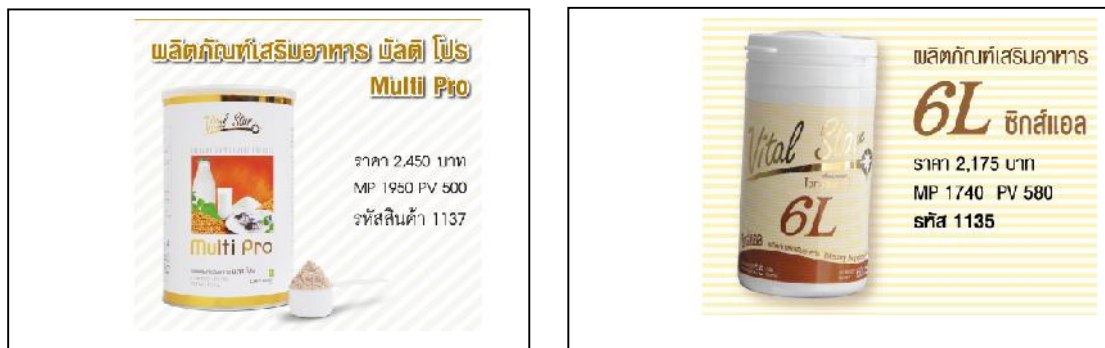 ผลิตภัณฑ์เสริมอาหาร มัลติ โปร
Multi Pro
Vital Star
ราคา 2,450 บาท
MP 1950 PV 500
รหัสสินค้า 1137
Multi Pro
ผลิตภัณฑ์เสริมอาหาร
6L ซิกส์แอล
ราคา 2,175 บาท
MP 1740 PV 580
รหัส 1135
Vital Star
6L